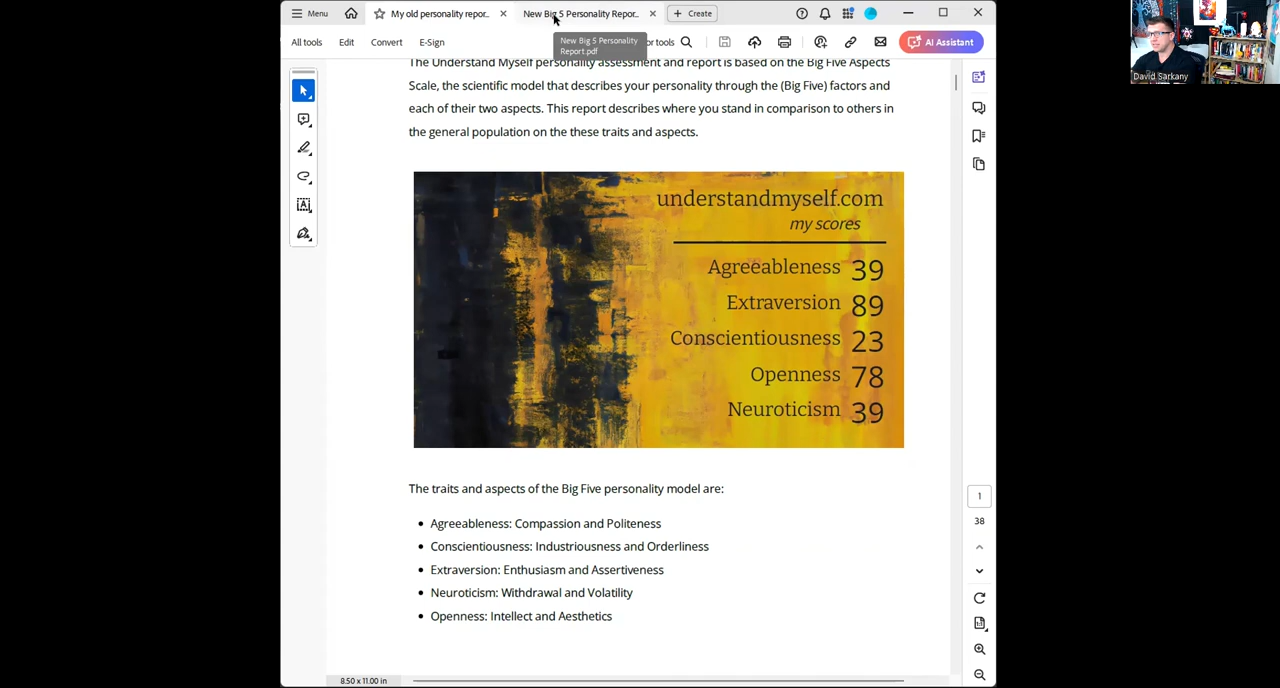 Menu
My old personality repor...
New Big 5 Personality Repor...
Create
All tools
Edit
Convert
E-Sign
New Big 5 Personality
Report.pdf
or tools
AI Assistant
David Sarkany
The Understand Myself personality assessment and report is based on the Big Five Aspects
Scale, the scientific model that describes your personality through the (Big Five) factors and
each of their two aspects. This report describes where you stand in comparison to others in
the general population on the these traits and aspects.
understandmyself.com
my scores
Agreeableness 39
Extraversion 89
Conscientiousness 23
Openness 78
Neuroticism 39
The traits and aspects of the Big Five personality model are:
• Agreeableness: Compassion and Politeness
• Conscientiousness: Industriousness and Orderliness
• Extraversion: Enthusiasm and Assertiveness
• Neuroticism: Withdrawal and Volatility
• Openness: Intellect and Aesthetics
1
38
8.50 x 11.00 in